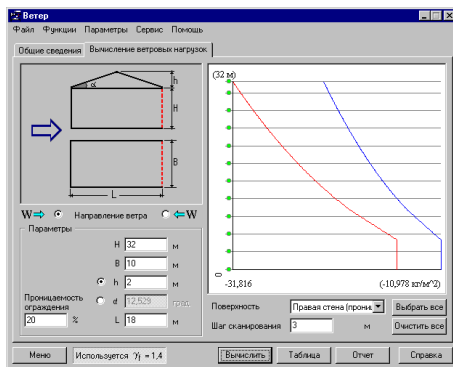 Ветер
Файл Функции Параметры Сервис Помощь
Общие сведения Вычисление ветровых нагрузок
h
α
H
B
L
W Направление ветра W
Параметры
H 32 м
B 10 м
h 2 м
Проницаемость ограждения
20 %
d 12,529 град
L 18 м
(32 м)
0
-31,816 (-10,978 кг/м^2)
Поверхность Правая стена (прони Выбрать все
Шаг сканирования 3 м Очистить все
Меню Используется γf = 1,4 Вычислить Таблица Отчет Справка